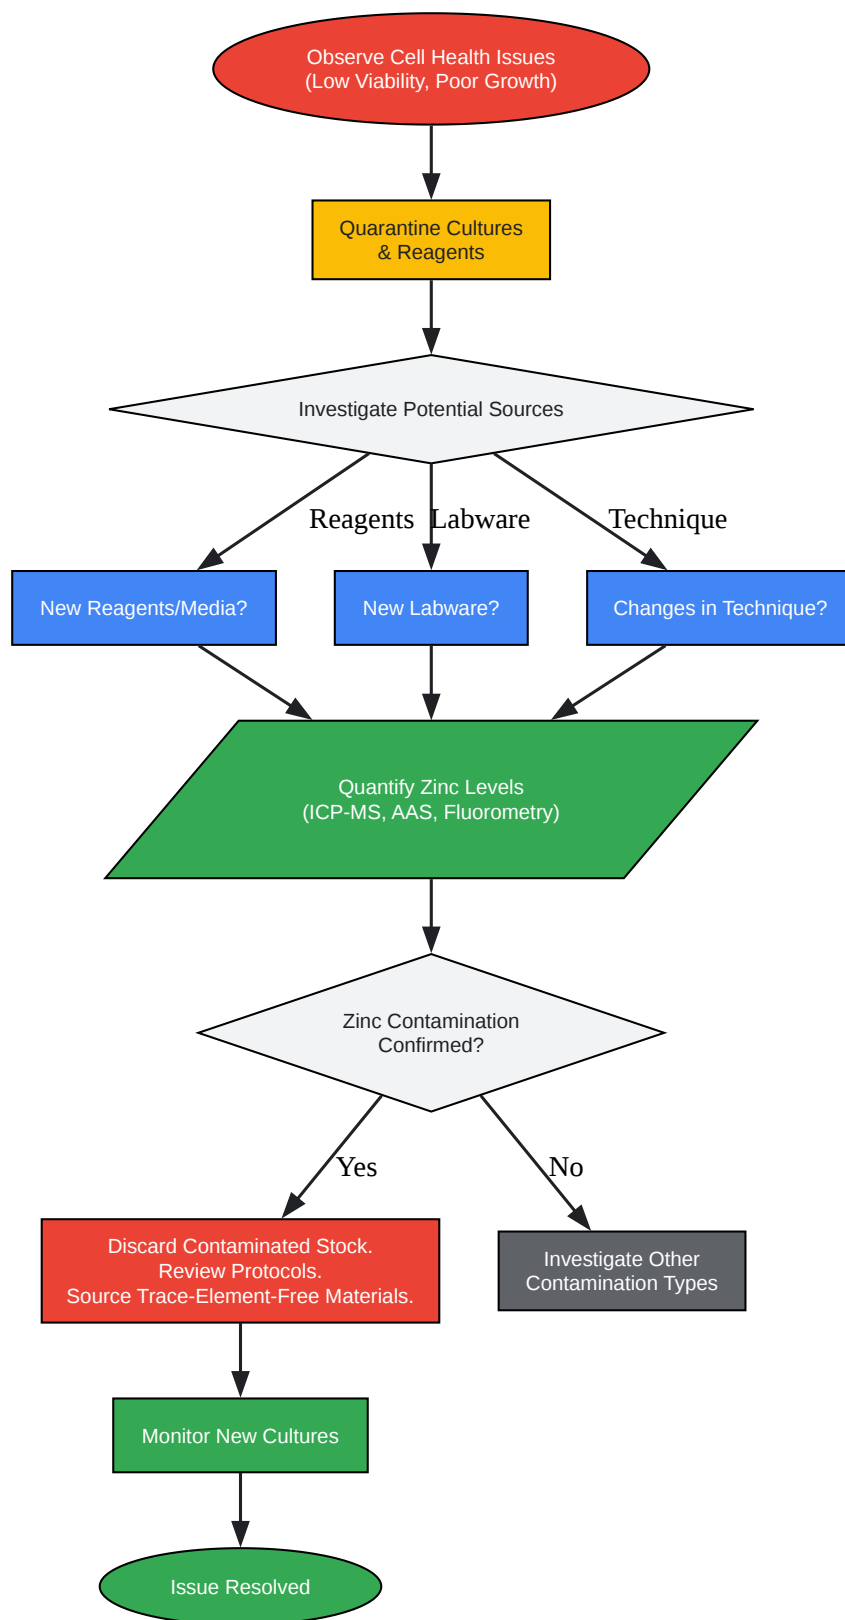 Observe Cell Health Issues
(Low Viability, Poor Growth)
Quarantine Cultures
& Reagents
Investigate Potential Sources
Reagents
Labware
Technique
New Reagents/Media?
New Labware?
Changes in Technique?
Quantify Zinc Levels
(ICP-MS, AAS, Fluorometry)
Zinc Contamination
Confirmed?
Yes
No
Discard Contaminated Stock.
Review Protocols.
Source Trace-Element-Free Materials.
Investigate Other
Contamination Types
Monitor New Cultures
Issue Resolved